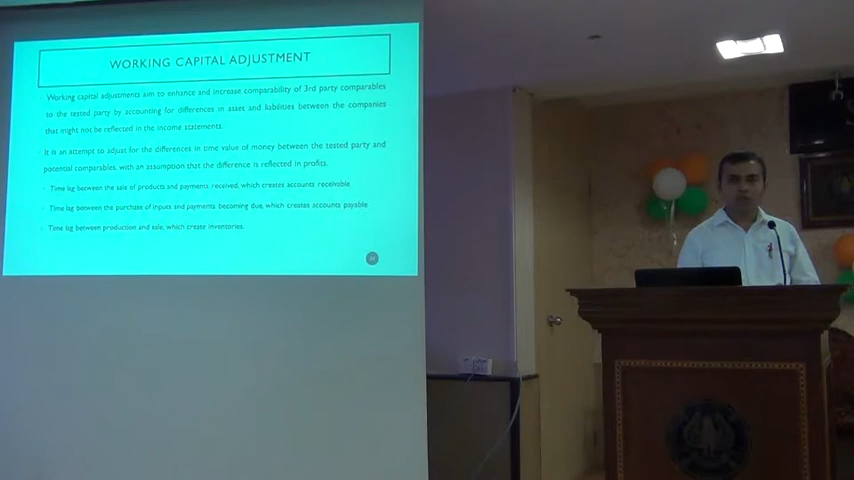 WORKING CAPITAL ADJUSTMENT
Working capital adjustments aim to enhance and increase comparability of 3rd party comparables
to the tested party by accounting for differences in asset and liabilities between the companies
that might not be reflected in the income statements.
It is an attempt to adjust for the differences in time value of money between the tested party and
potential comparables, with an assumption that the difference is reflected in profits.
Time lag between the sale of products and payments received, which creates accounts receivable
Time lag between the purchase of inputs and payments becoming due, which creates accounts payable
Time lag between production and sale, which create inventories.